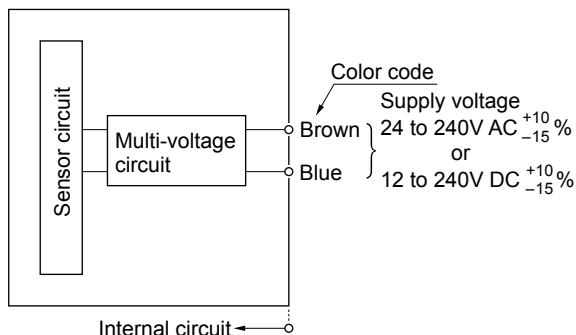 Color code
Supply voltage
Brown
24 to 240V AC +10 −15 %
or
Blue
12 to 240V DC +10 −15 %
Sensor circuit
Multi-voltage
circuit
Internal circuit